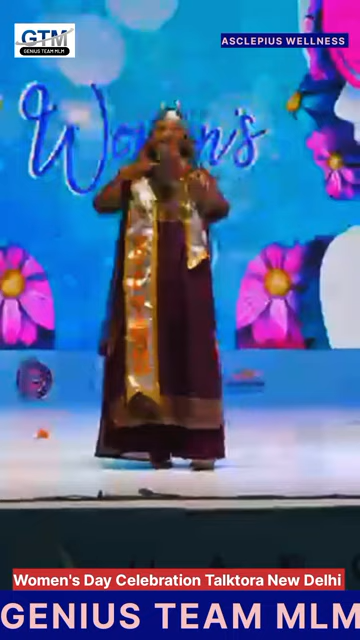 GTM
GENIUS TEAM MLM
ASCLEPIUS WELLNESS
Women's
Women's Day Celebration Talktora New Delhi
GENIUS TEAM MLM